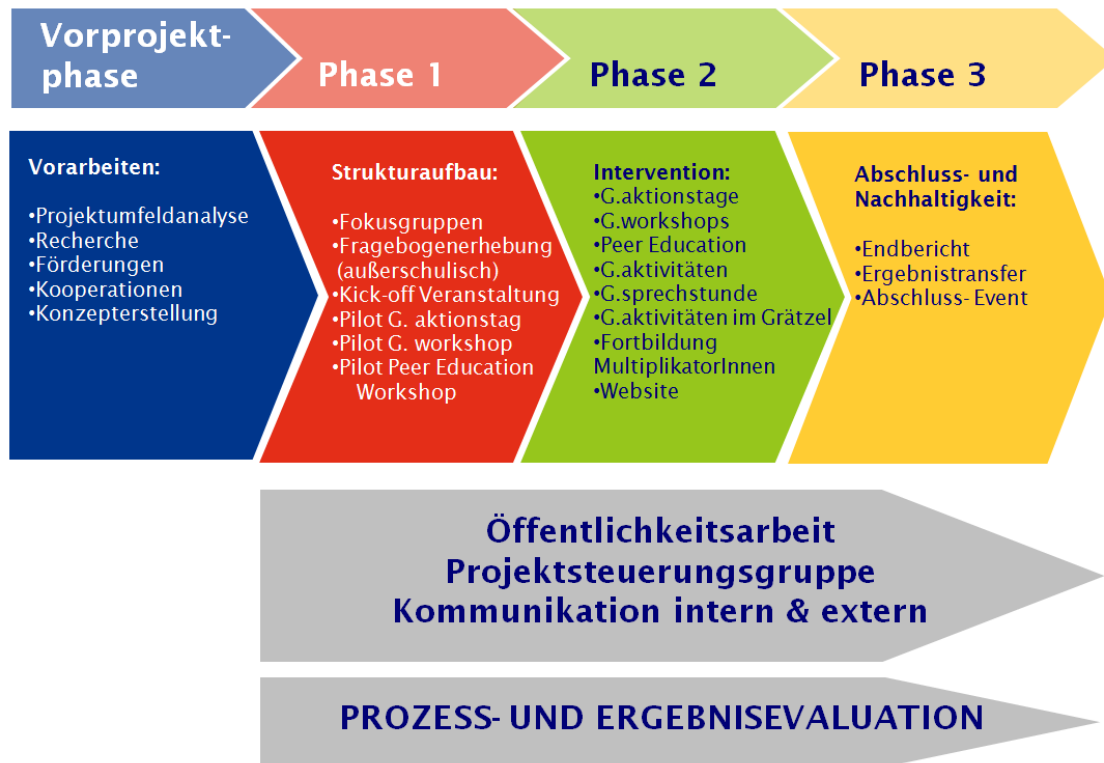 Vorprojekt-
phase
Phase 1
Phase 2
Phase 3
Vorarbeiten:
•Projektumfeldanalyse
•Recherche
•Förderungen
•Kooperationen
•Konzepterstellung
Strukturaufbau:
•Fokusgruppen
•Fragebogenerhebung
(außerschulisch)
•Kick-off Veranstaltung
•Pilot G. aktionstag
•Pilot G. workshop
•Pilot Peer Education
Workshop
Intervention:
•G.aktionstage
•G.workshops
•Peer Education
•G.aktivitäten
•G.sprechstunde
•G.aktivitäten im Grätzel
•Fortbildung
MultiplikatorInnen
•Website
Abschluss- und
Nachhaltigkeit:
•Endbericht
•Ergebnistransfer
•Abschluss- Event
Öffentlichkeitsarbeit
Projektsteuerungsgruppe
Kommunikation intern & extern
PROZESS- UND ERGEBNISEVALUATION